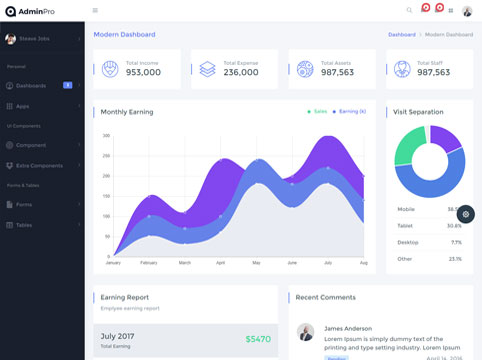 AdminPro
Steave Jobs
Personal
Dashboards
Apps
UI Components
Component
Extra Components
Forms & Tables
Forms
Tables
Modern Dashboard
Dashboard > Modern Dashboard
Total Income
953,000
Total Expense
236,000
Total Assets
987,563
Total Staff
987,563
Monthly Earning
Sales Earning (k)
300
250
200
150
100
50
0
January February March April May June July Aug
Visit Separation
Mobile 38.5%
Tablet 30.8%
Desktop 7.7%
Other 23.1%
Earning Report
Emplyee earning report
July 2017
Total Earning
$5470
Recent Comments
James Anderson
Lorem Ipsum is simply dummy text of the
printing and type setting industry. Lorem Ipsum
Pending April 14, 2016